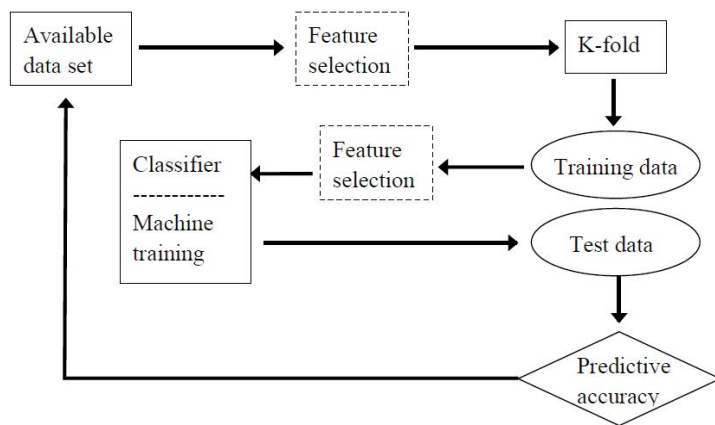 Available
data set
Feature
selection
K-fold
Training data
Feature
selection
Classifier
------------
Machine
training
Test data
Predictive
accuracy